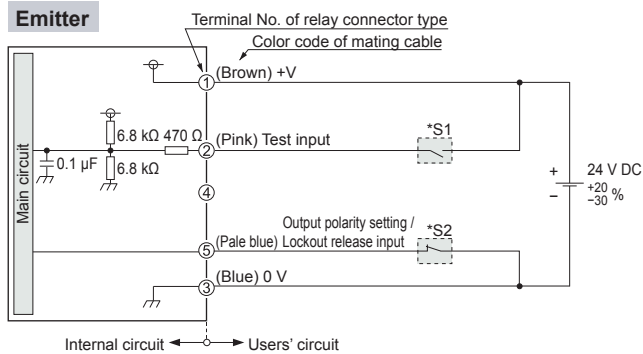 Emitter
Terminal No. of relay connector type
Color code of mating cable
1 (Brown) +V
6.8 kΩ 470 Ω
2 (Pink) Test input
*S1
0.1 µF
6.8 kΩ
Main circuit
4
+ 24 V DC
− +20 −30 %
Output polarity setting /
5 (Pale blue) Lockout release input
*S2
3 (Blue) 0 V
Internal circuit Users' circuit